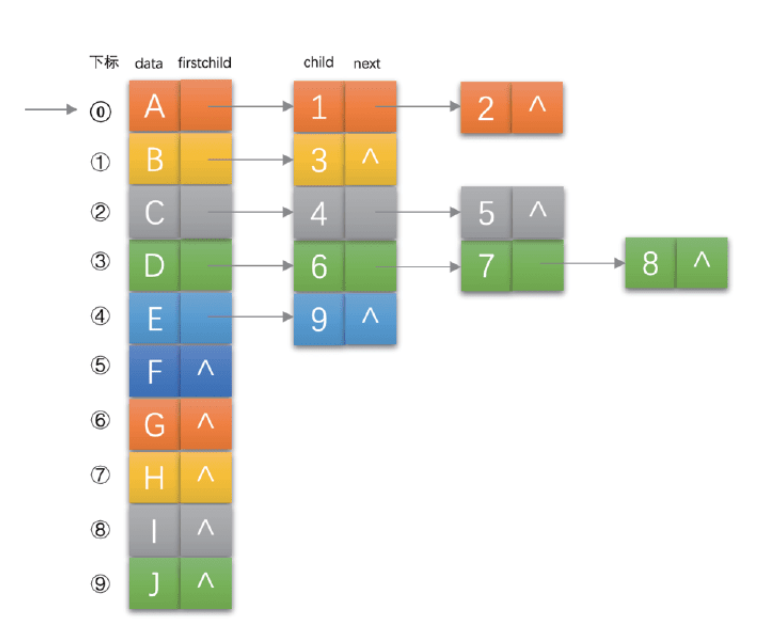 下标 data firstchild child next
⓪ A 1 2 ^
① B 3 ^
② C 4 5 ^
③ D 6 7 8 ^
④ E 9 ^
⑤ F ^
⑥ G ^
⑦ H ^
⑧ I ^
⑨ J ^